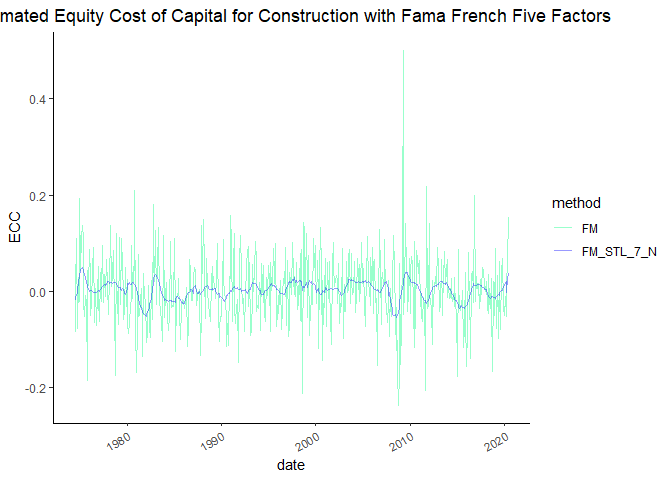 mated Equity Cost of Capital for Construction with Fama French Five Factors
0.4
0.2
0.0
-0.2
ECC
1980
1990
2000
2010
2020
date
method
FM
FM_STL_7_N